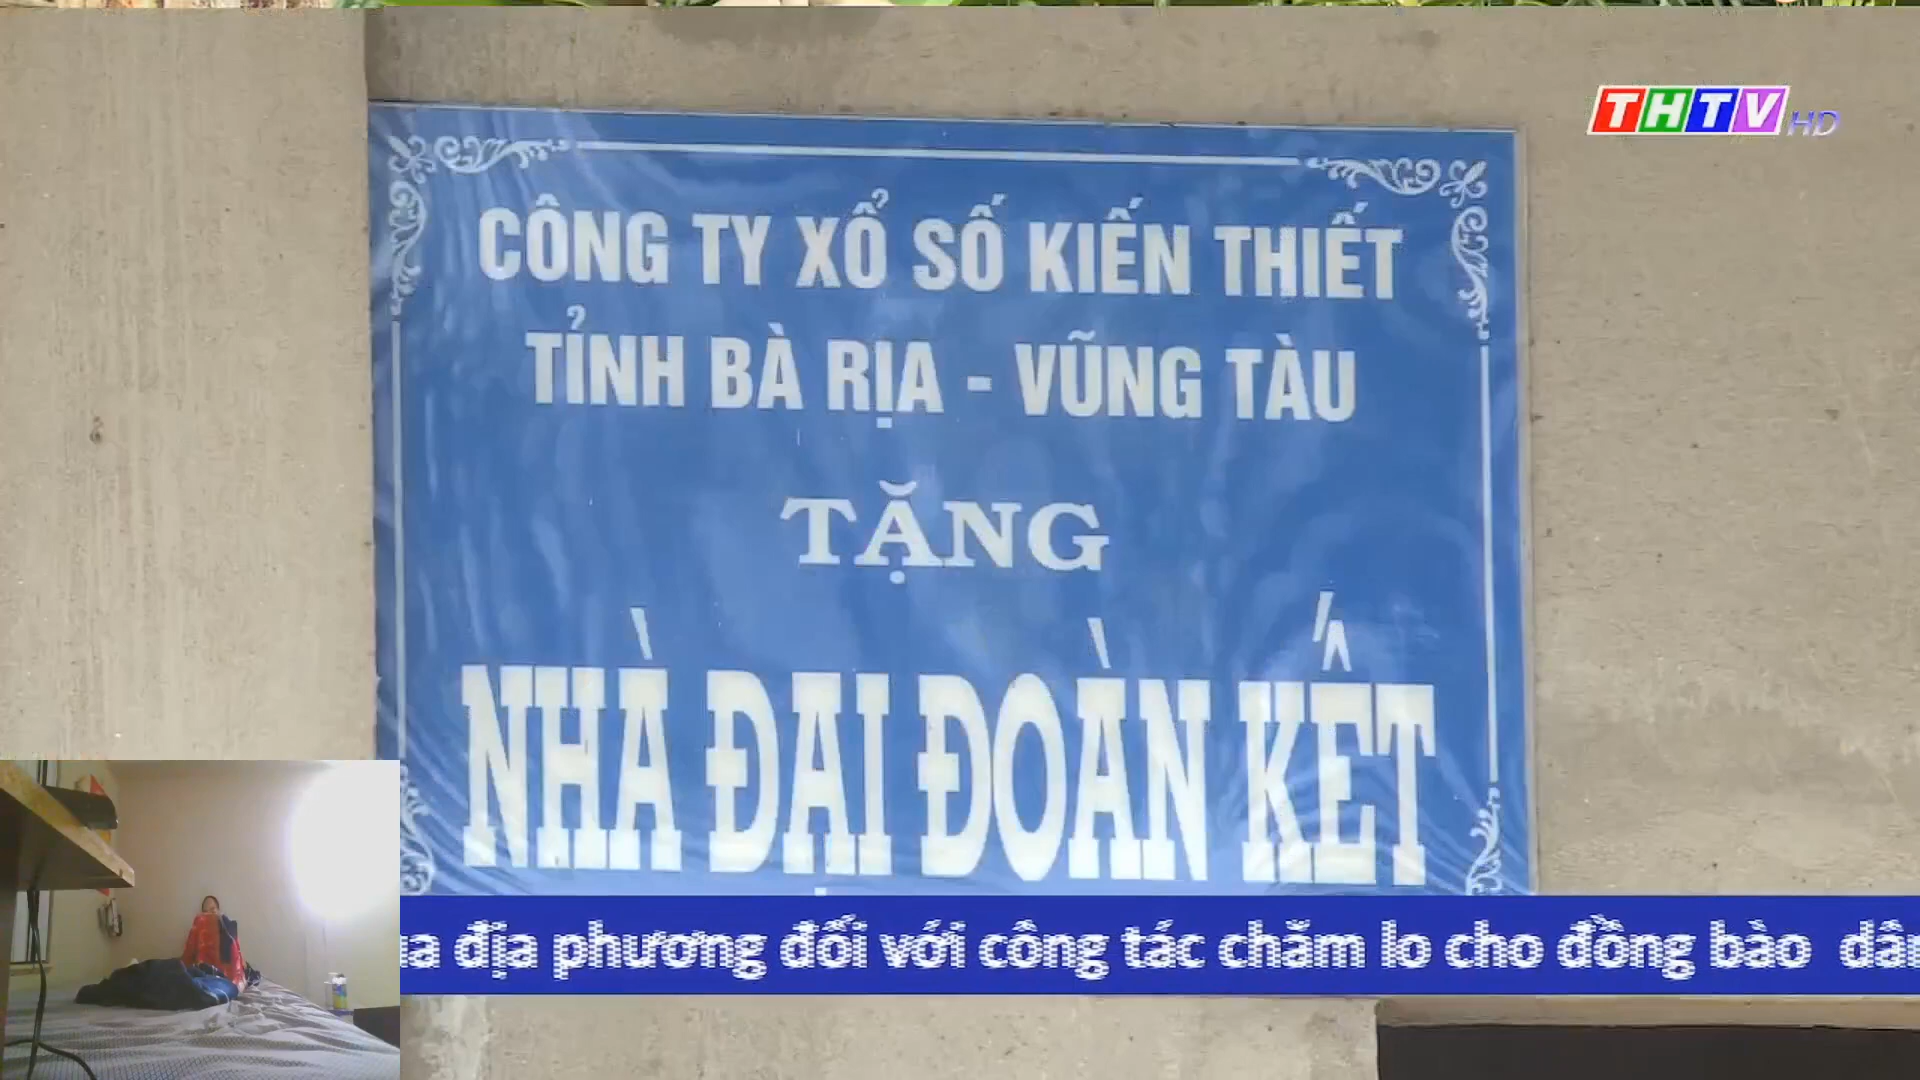 THTV HD
CÔNG TY XỔ SỐ KIẾN THIẾT
TỈNH BÀ RỊA - VŨNG TÀU
TẶNG
NHÀ ĐẠI ĐOÀN KẾT
địa phương đối với công tác chăm lo cho đồng bào